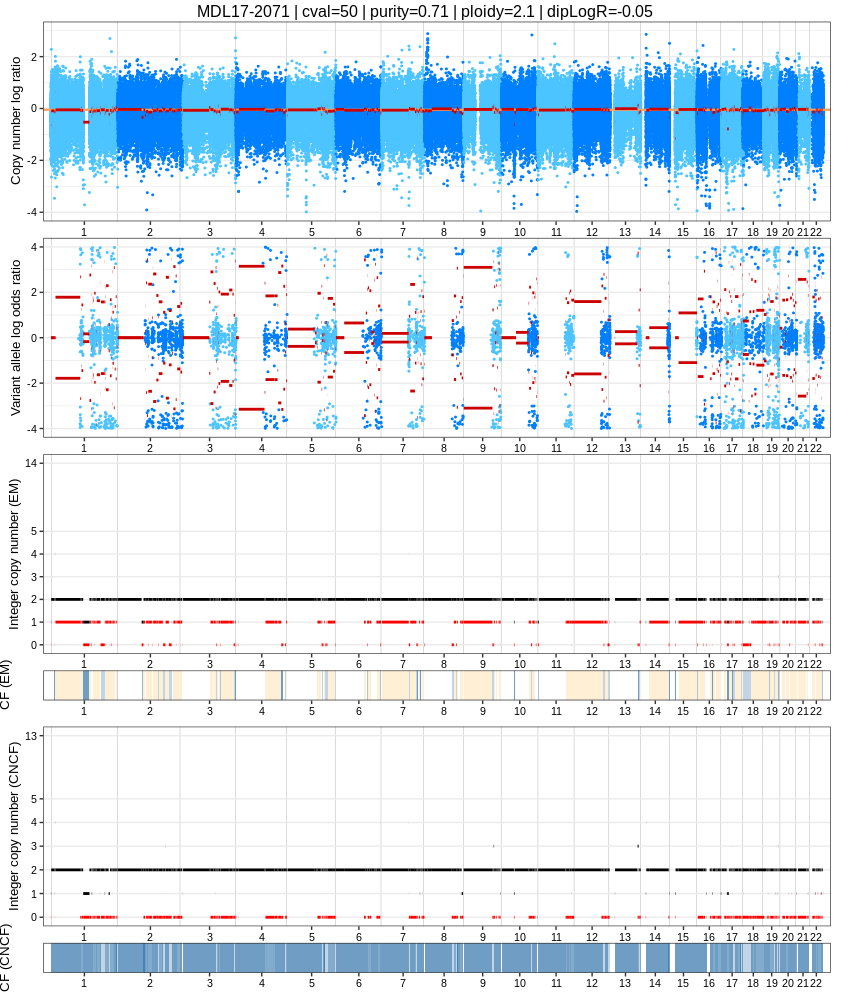 MDL17-2071 | cval=50 | purity=0.71 | ploidy=2.1 | dipLogR=-0.05
Copy number log ratio
2
0
-2
-4
1 2 3 4 5 6 7 8 9 10 11 12 13 14 15 16 17 18 19 20 21 22
Variant allele log odds ratio
4
2
0
-2
-4
1 2 3 4 5 6 7 8 9 10 11 12 13 14 15 16 17 18 19 20 21 22
Integer copy number (EM)
14
5
4
3
2
1
0
1 2 3 4 5 6 7 8 9 10 11 12 13 14 15 16 17 18 19 20 21 22
CF (EM)
1 2 3 4 5 6 7 8 9 10 11 12 13 14 15 16 17 18 19 20 21 22
Integer copy number (CNCF)
13
5
4
3
2
1
0
1 2 3 4 5 6 7 8 9 10 11 12 13 14 15 16 17 18 19 20 21 22
CF (CNCF)
1 2 3 4 5 6 7 8 9 10 11 12 13 14 15 16 17 18 19 20 21 22